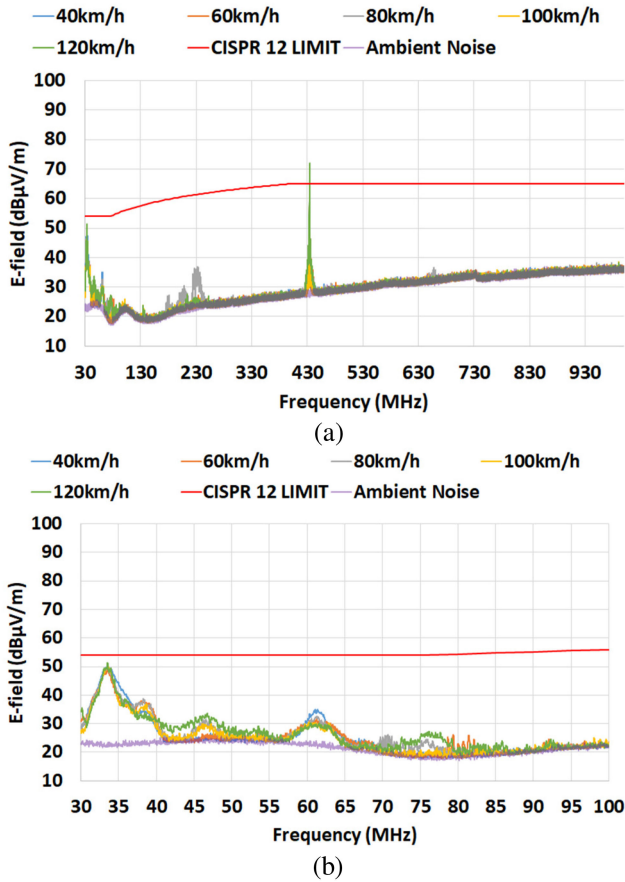 40km/h 60km/h 80km/h 100km/h
120km/h CISPR 12 LIMIT Ambient Noise
100
90
80
70
60
50
40
30
20
10
E-field (dBµV/m)
30 130 230 330 430 530 630 730 830 930
Frequency (MHz)
(a)
40km/h 60km/h 80km/h 100km/h
120km/h CISPR 12 LIMIT Ambient Noise
100
90
80
70
60
50
40
30
20
10
E-field (dBµV/m)
30 35 40 45 50 55 60 65 70 75 80 85 90 95 100
Frequency (MHz)
(b)